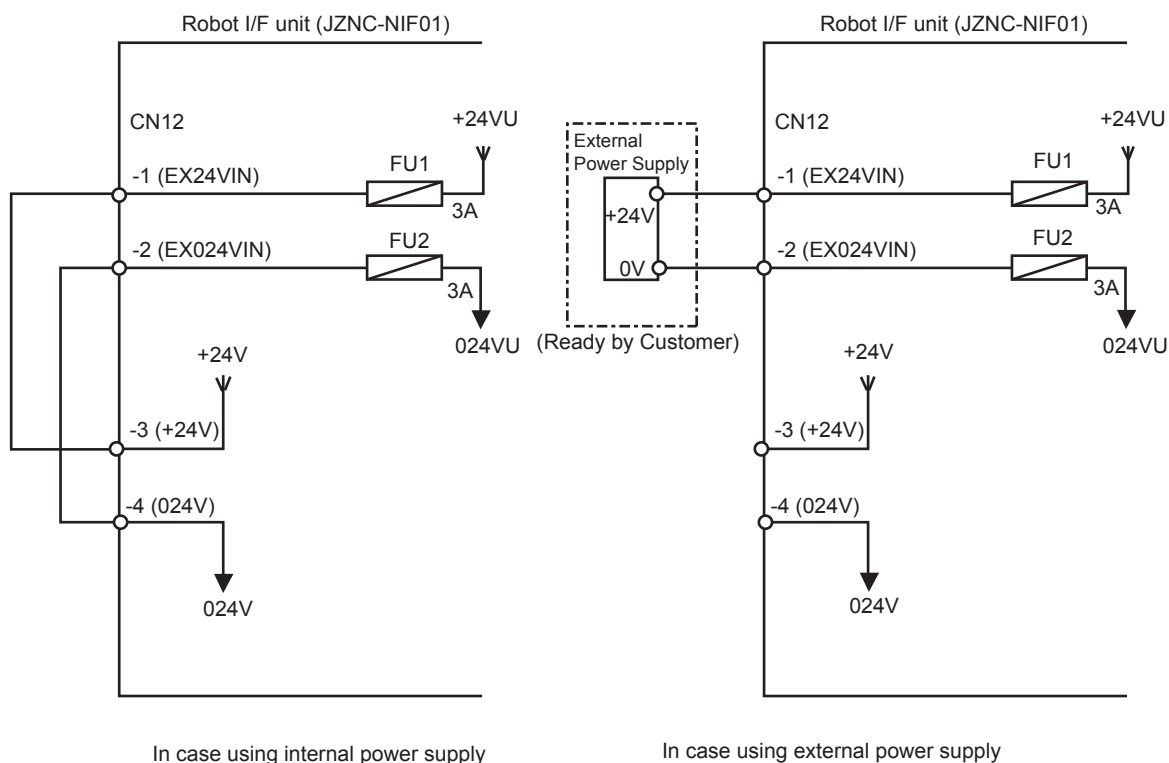 Robot I/F unit (JZNC-NIF01)
CN12
+24VU
-1 (EX24VIN)
FU1
3A
-2 (EX024VIN)
FU2
3A
024VU
+24V
-3 (+24V)
-4 (024V)
024V
In case using internal power supply
Robot I/F unit (JZNC-NIF01)
External
Power Supply
+24V
0V
(Ready by Customer)
CN12
+24VU
-1 (EX24VIN)
FU1
3A
-2 (EX024VIN)
FU2
3A
024VU
+24V
-3 (+24V)
-4 (024V)
024V
In case using external power supply